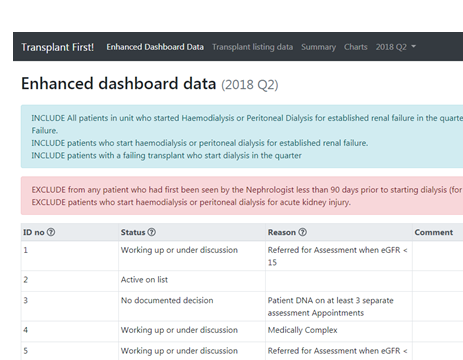 Transplant First! Enhanced Dashboard Data Transplant listing data Summary Charts 2018 Q2
Enhanced dashboard data (2018 Q2)
INCLUDE All patients in unit who started Haemodialysis or Peritoneal Dialysis for established renal failure in the quarte
Failure.
INCLUDE patients who start haemodialysis or peritoneal dialysis for established renal failure.
INCLUDE patients with a failing transplant who start dialysis in the quarter
EXCLUDE from any patient who had first been seen by the Nephrologist less than 90 days prior to starting dialysis (for
EXCLUDE patients who start haemodialysis or peritoneal dialysis for acute kidney injury.
ID no Status Reason Comment
1 Working up or under discussion Referred for Assessment when eGFR <
15
2 Active on list
3 No documented decision Patient DNA on at least 3 separate
assessment Appointments
4 Working up or under discussion Medically Complex
5 Working up or under discussion Referred for Assessment when eGFR <